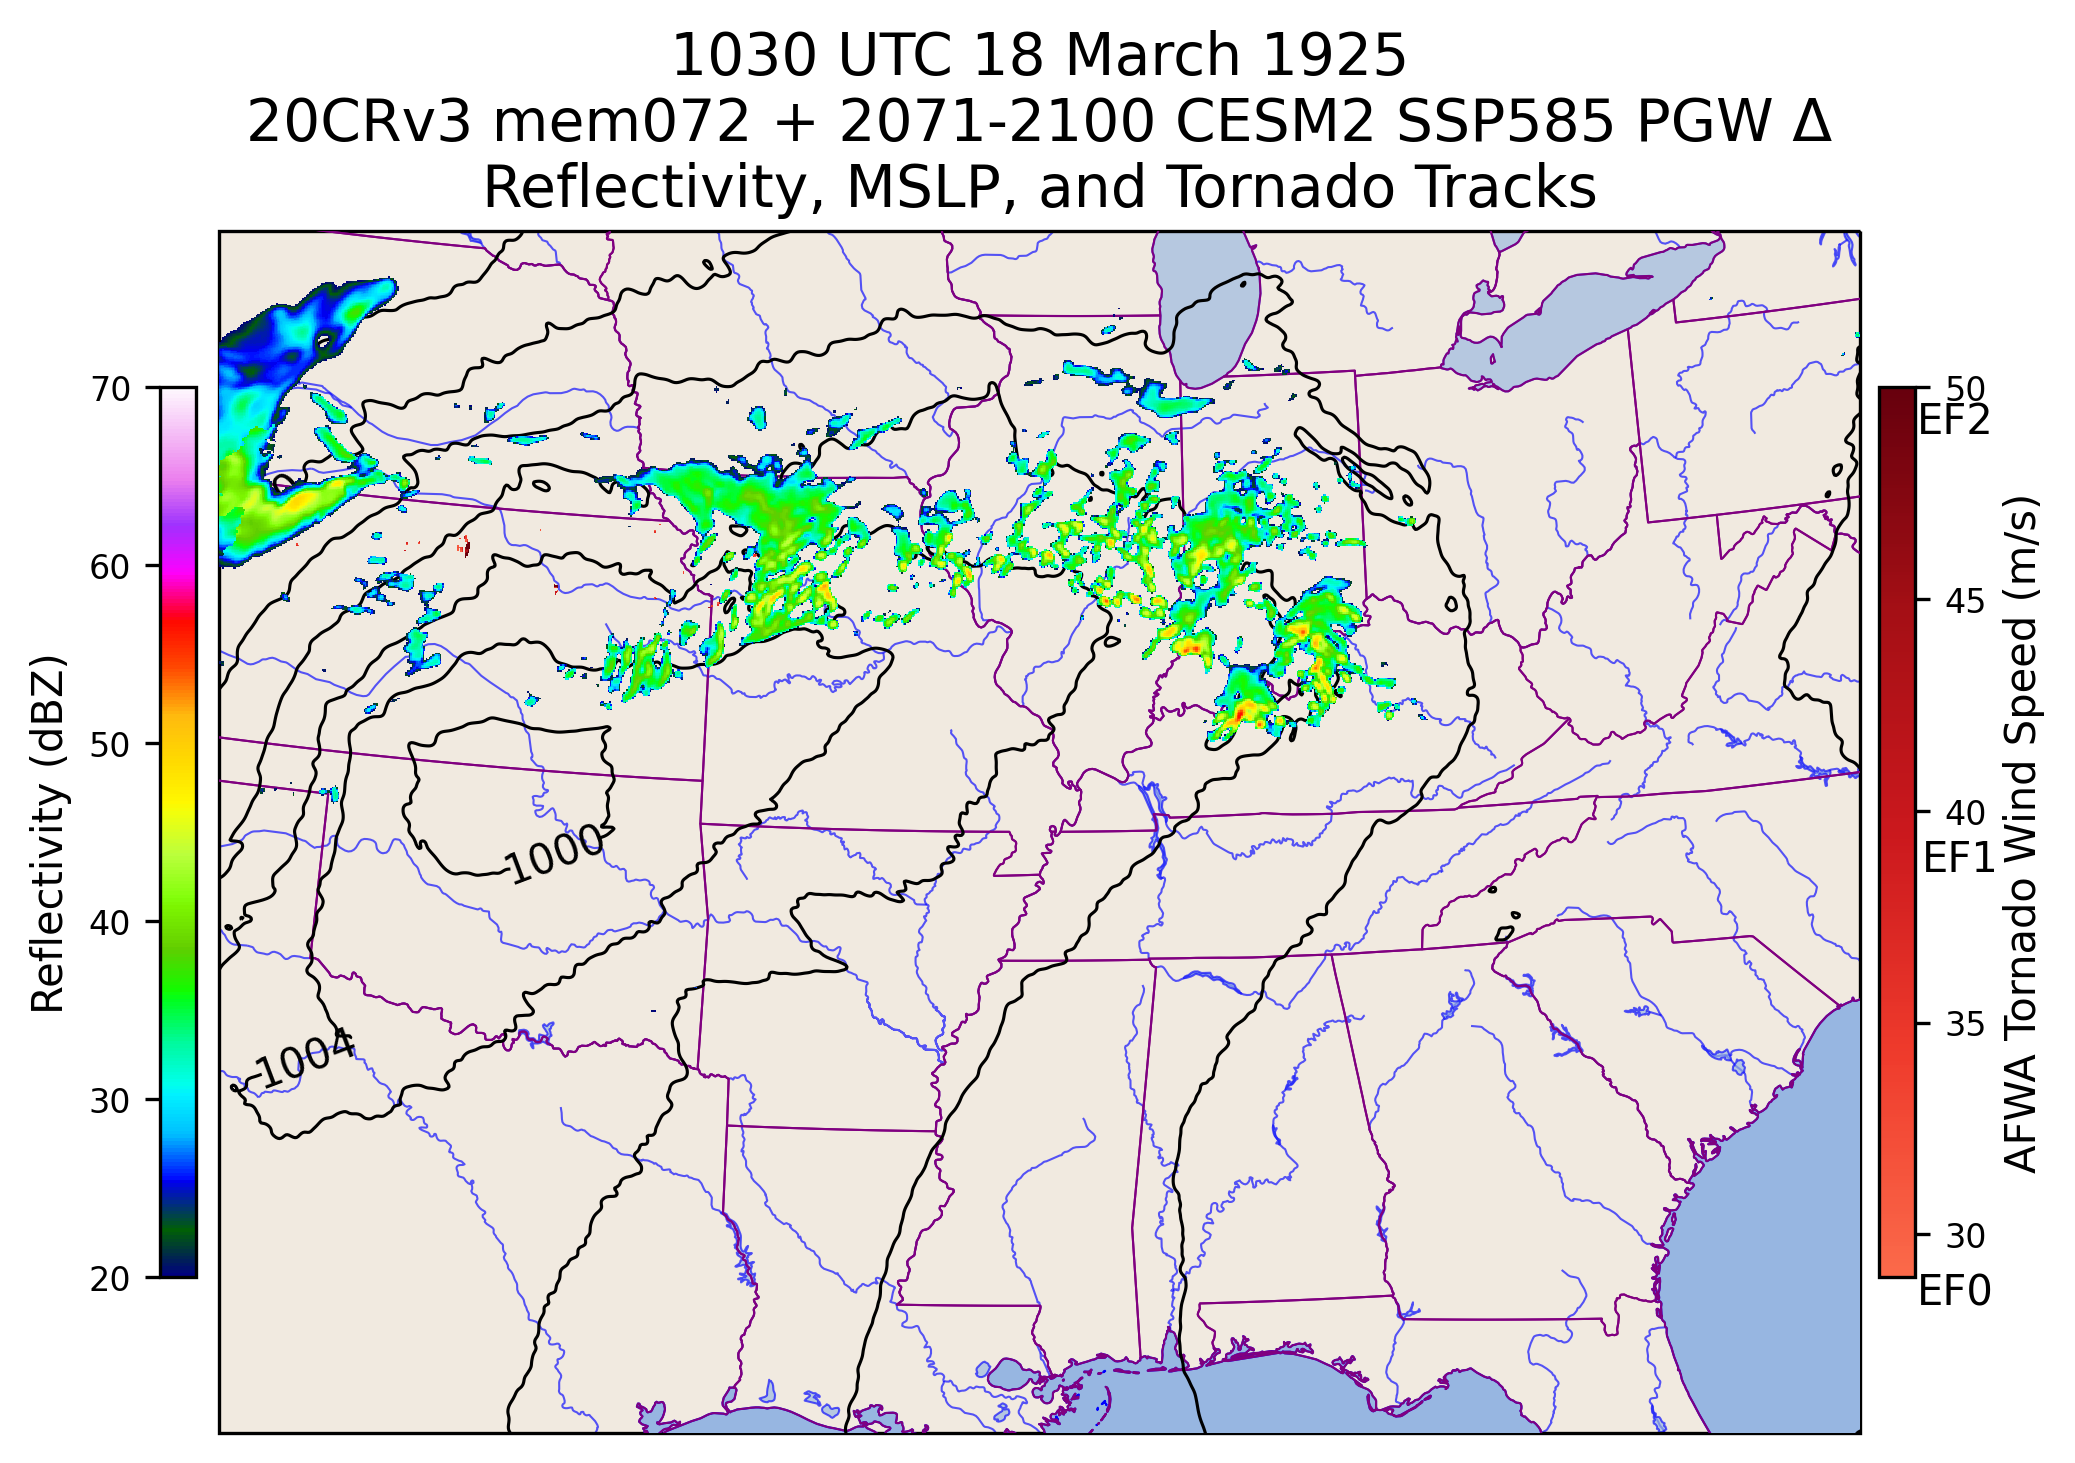 1030 UTC 18 March 1925
20CRv3 mem072 + 2071-2100 CESM2 SSP585 PGW Δ
Reflectivity, MSLP, and Tornado Tracks
70
60
50
40
30
20
Reflectivity (dBZ)
1000
1004
50
EF2
45
40
EF1
35
30
EF0
AFWA Tornado Wind Speed (m/s)